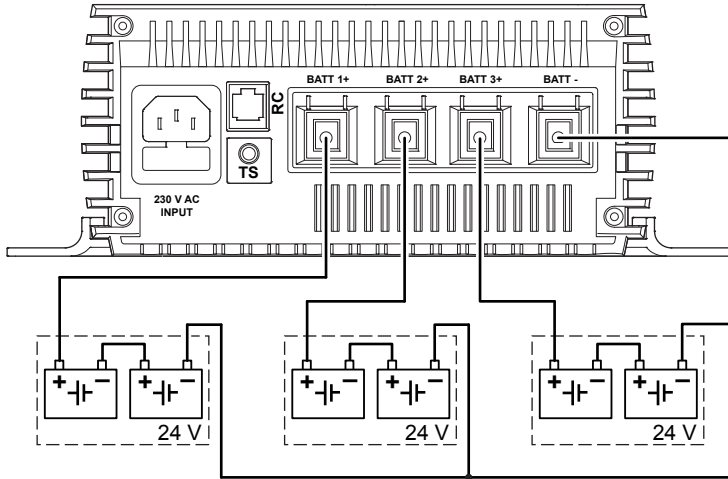 BATT 1+ BATT 2+ BATT 3+ BATT -
RC
TS
230 V AC
INPUT
+ − + − + − + − + − + −
24 V 24 V 24 V